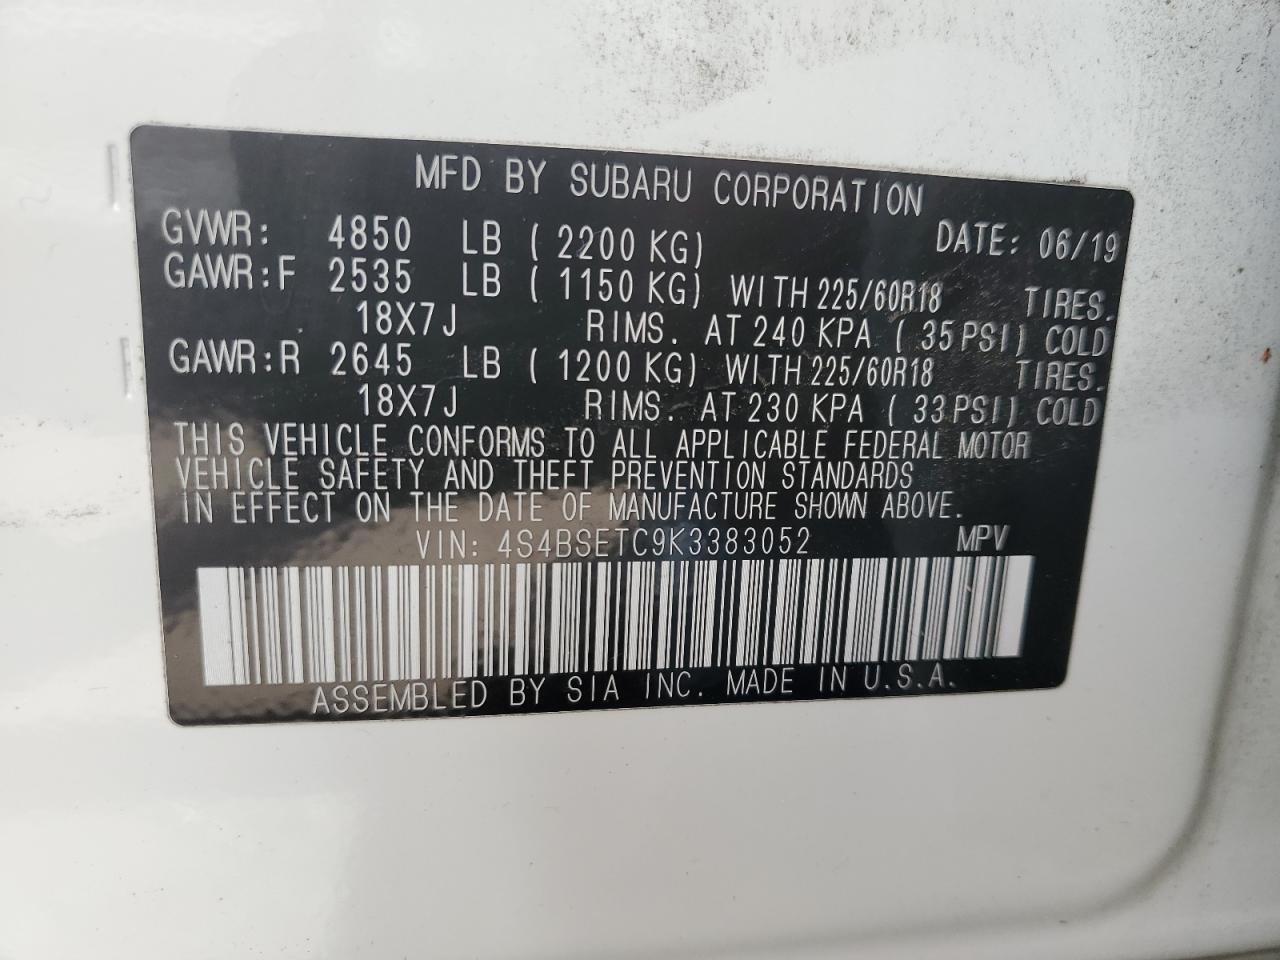 MFD BY SUBARU CORPORATION
GVWR: 4850 LB ( 2200 KG) DATE: 06/19
GAWR:F 2535 LB ( 1150 KG) WITH 225/60R18 TIRES.
18X7J RIMS. AT 240 KPA ( 35 PSI) COLD
GAWR:R 2645 LB ( 1200 KG) WITH 225/60R18 TIRES.
18X7J RIMS. AT 230 KPA ( 33 PSI) COLD
THIS VEHICLE CONFORMS TO ALL APPLICABLE FEDERAL MOTOR
VEHICLE SAFETY AND THEFT PREVENTION STANDARDS
IN EFFECT ON THE DATE OF MANUFACTURE SHOWN ABOVE.
VIN: 4S4BSETC9K3383052 MPV
ASSEMBLED BY SIA INC. MADE IN U.S.A.